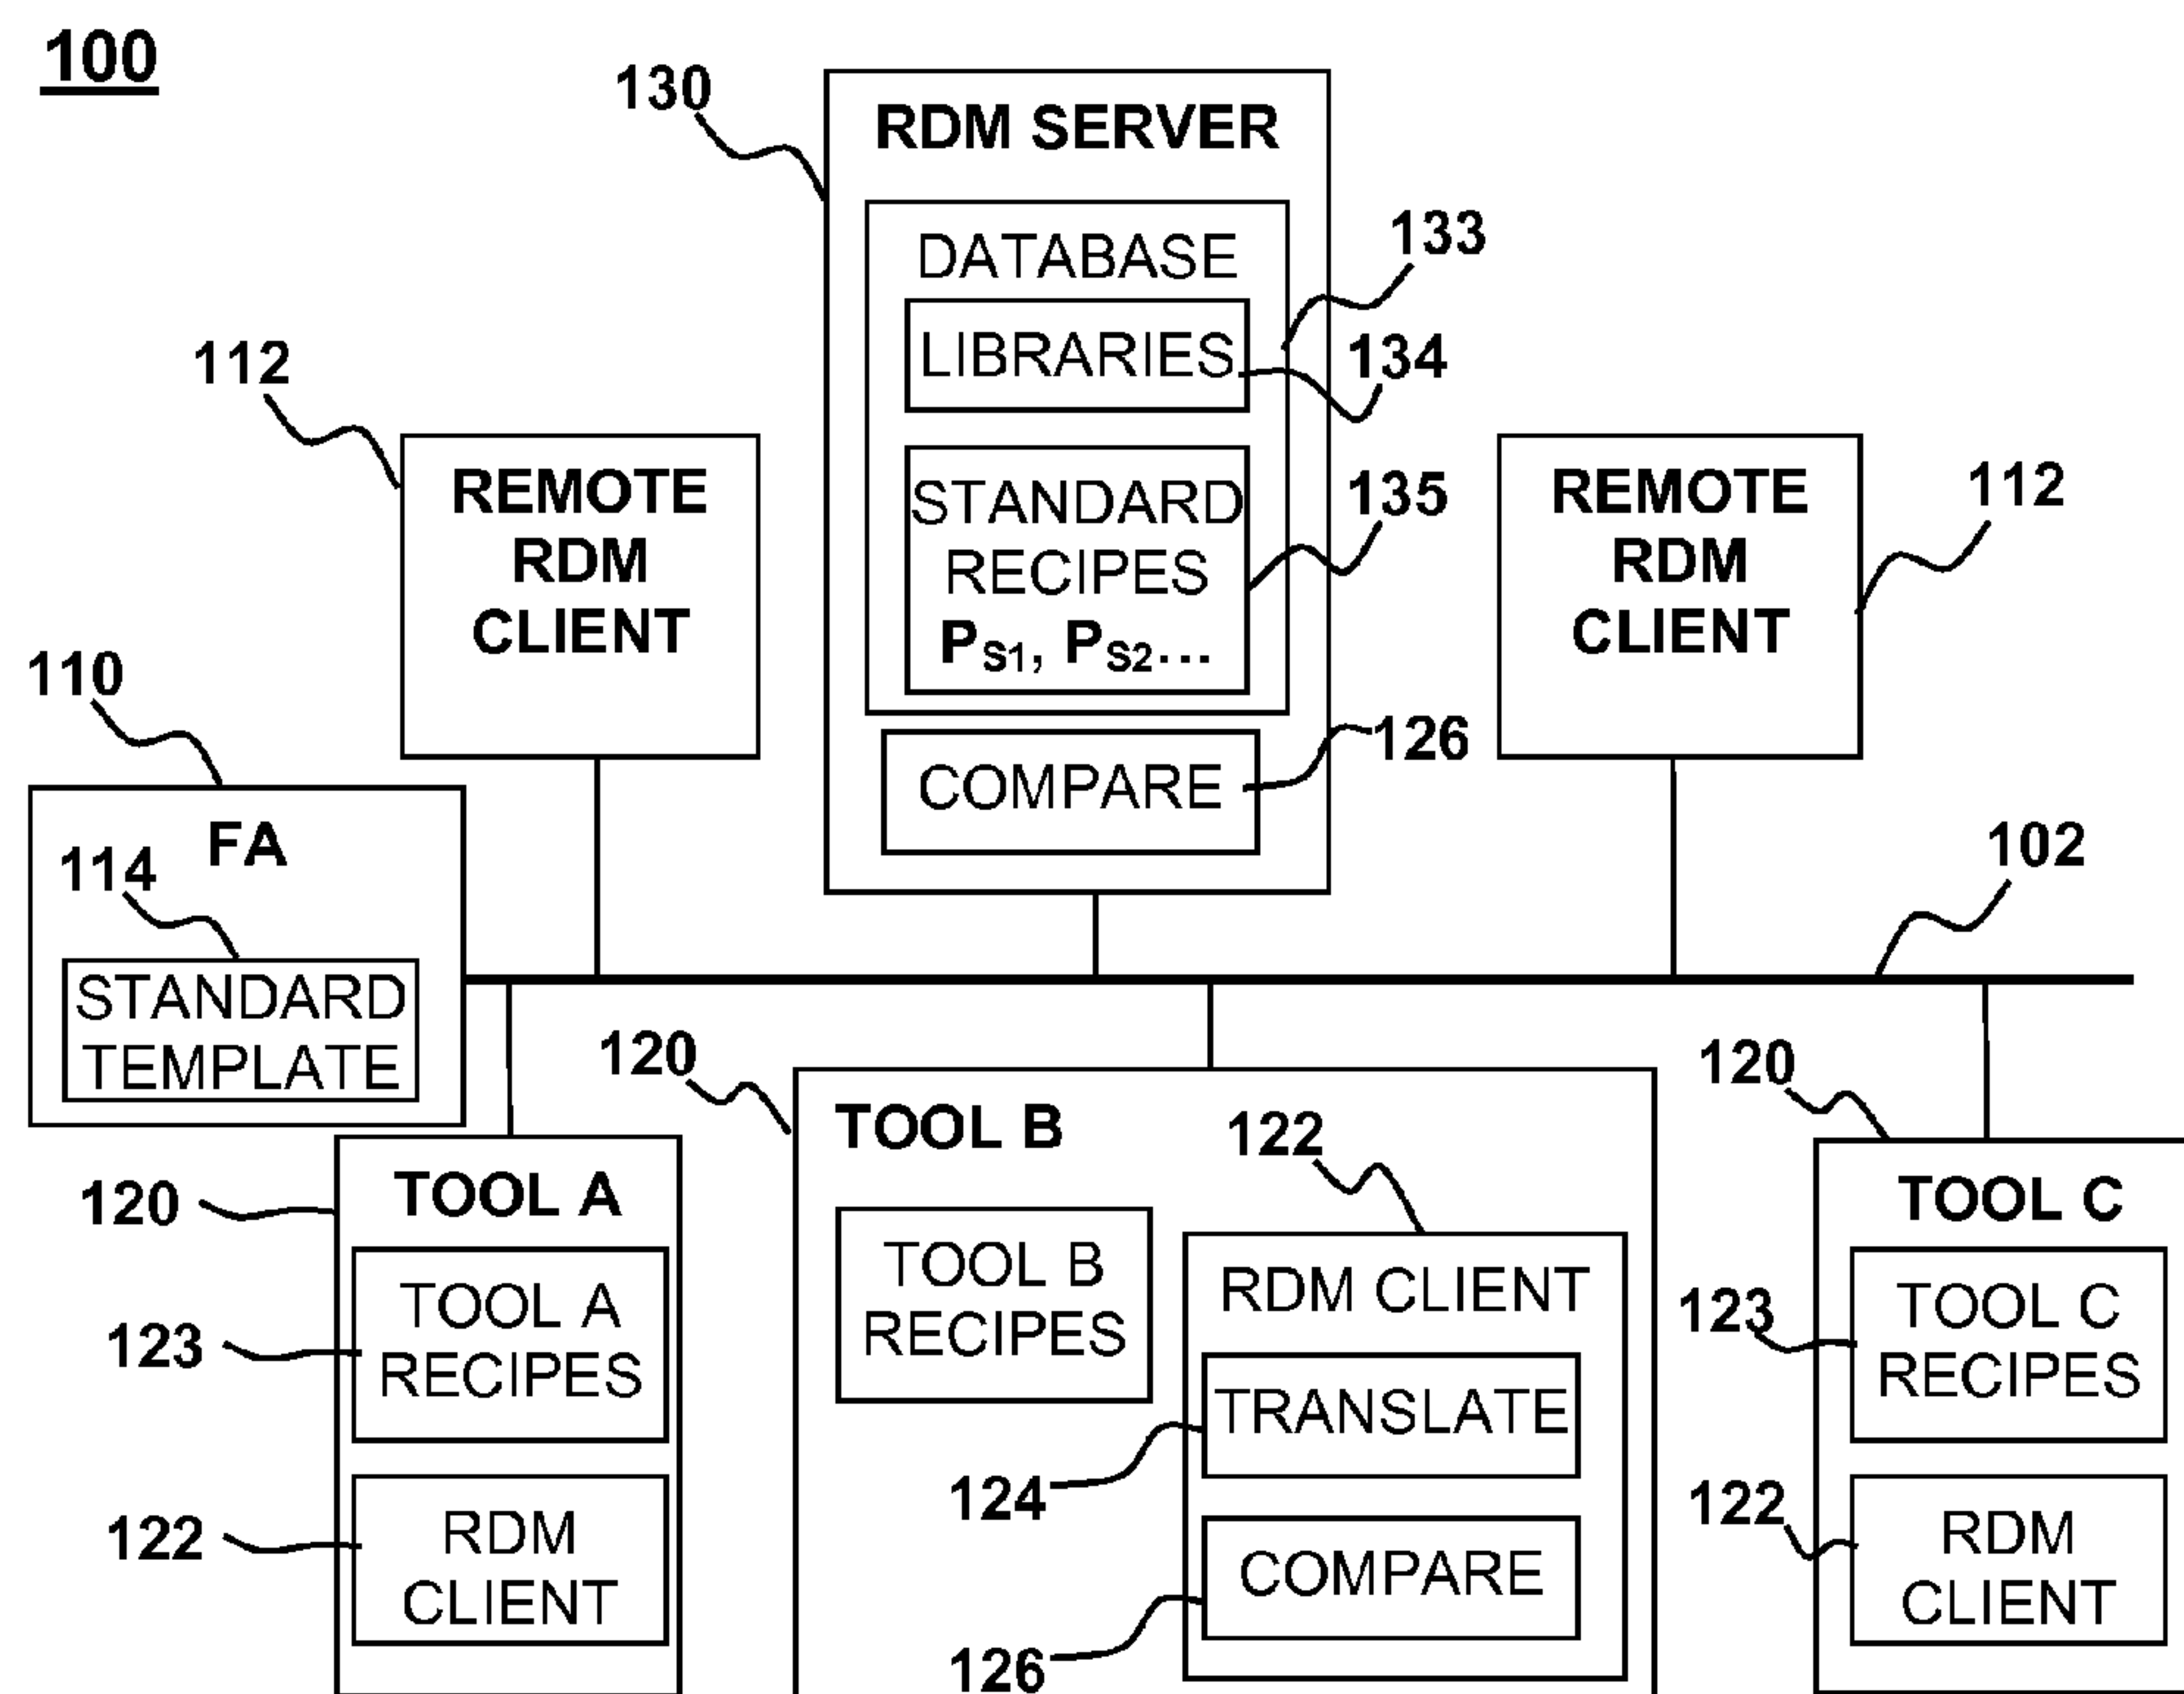 100
130
RDM SERVER
DATABASE
133
LIBRARIES
134
STANDARD
RECIPES
PS1, PS2...
135
COMPARE
126
112
REMOTE
RDM
CLIENT
REMOTE
RDM
CLIENT
112
110
FA
114
STANDARD
TEMPLATE
102
120
TOOL A
123
TOOL A
RECIPES
122
RDM
CLIENT
120
TOOL B
TOOL B
RECIPES
122
RDM CLIENT
TRANSLATE
124
COMPARE
126
120
TOOL C
123
TOOL C
RECIPES
122
RDM
CLIENT